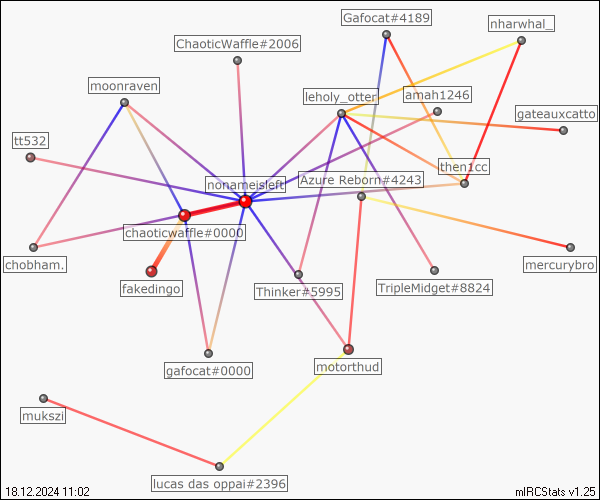 Gafocat#4189
nharwhal_
ChaoticWaffle#2006
moonraven
leholy_otter
amah1246
gateauxcatto
tt532
then1cc
Azure Reborn#4243
nonameisleft
chaoticwaffle#0000
chobham.
mercurybro
fakedingo
Thinker#5995
TripleMidget#8824
gafocat#0000
motorthud
mukszi
lucas das oppai#2396
18.12.2024 11:02
mIRCStats v1.25